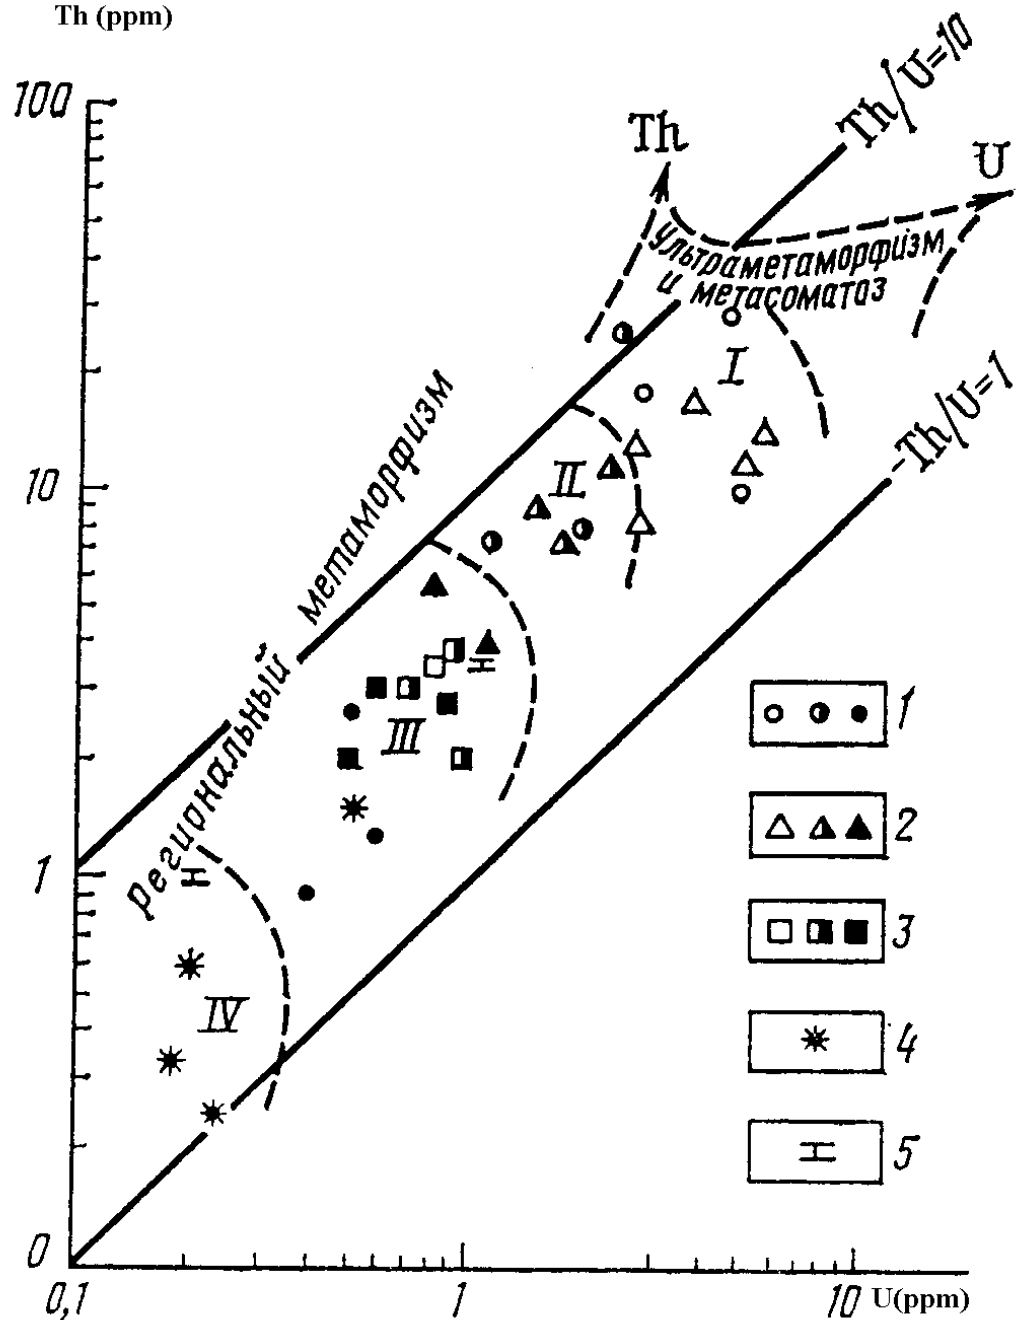 Th (ppm)
Th/U=10
100
Th
U
ультраметаморфизм
и метасоматоз
I
-Th/U=1
Региональный метаморфизм
10
II
III
1
2
3
1
IV
4
5
0
0,1
1
10
U(ppm)